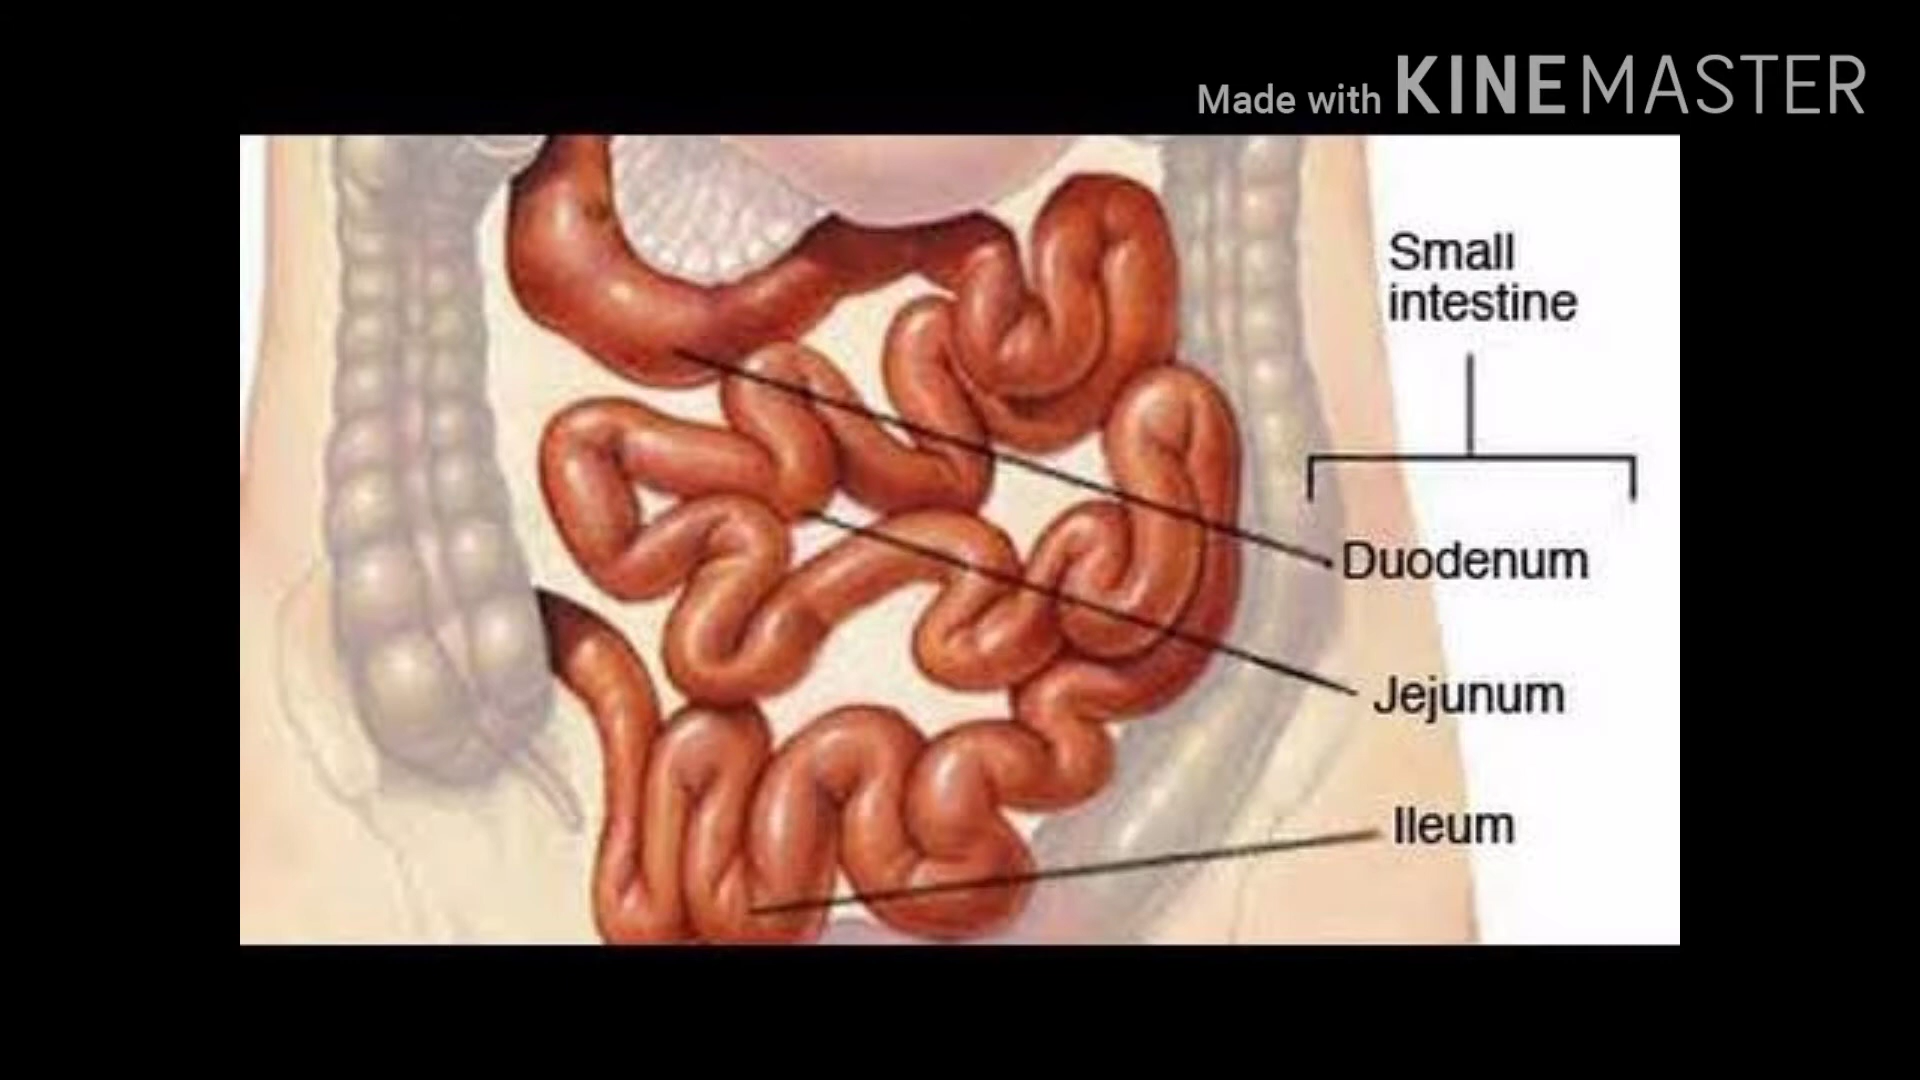 Made with KINEMASTER
Small
intestine
Duodenum
Jejunum
Ileum